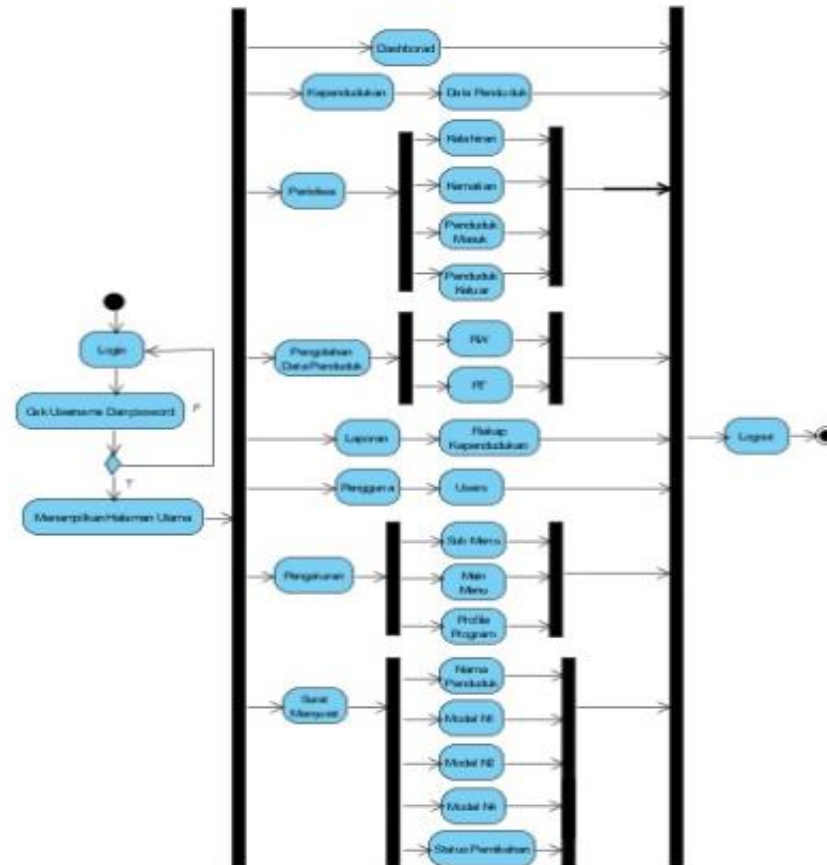 Dashborad
Kependudukan
Data Penduduk
Kelahiran
Kematian
Peristiwa
Penduduk
Masuk
Penduduk
Keluar
Login
Pengolahan
Data Penduduk
RW
RT
Cek Username Dan password
F
Laporan
Rekap
Kependudukan
Logout
T
Pengguna
Users
Menampilkan Halaman Utama
Sub Menu
Pengaturan
Main
Menu
Profile
Program
Surat
Menyurat
Nama
Penduduk
Model N1
Model N2
Model N4
Status Pernikahan